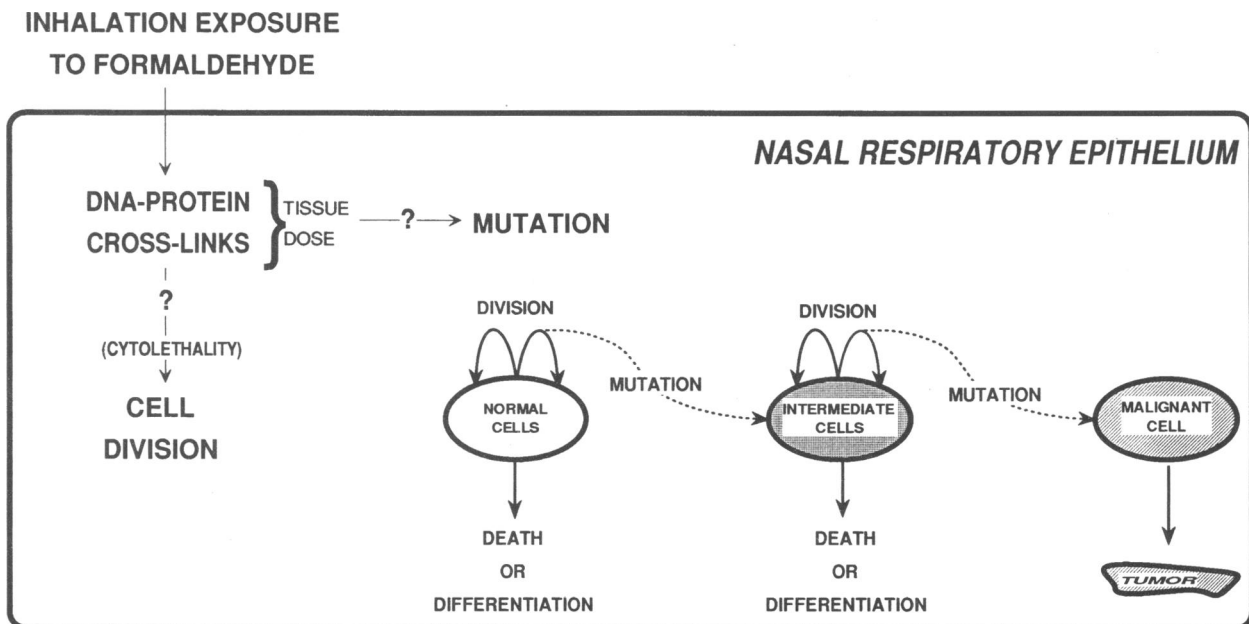 INHALATION EXPOSURE
TO FORMALDEHYDE
NASAL RESPIRATORY EPITHELIUM
DNA-PROTEIN
CROSS-LINKS
TISSUE
DOSE
?
MUTATION
?
(CYTOLETHALITY)
CELL
DIVISION
DIVISION
MUTATION
NORMAL
CELLS
DEATH
OR
DIFFERENTIATION
DIVISION
MUTATION
INTERMEDIATE
CELLS
DEATH
OR
DIFFERENTIATION
MALIGNANT
CELL
TUMOR